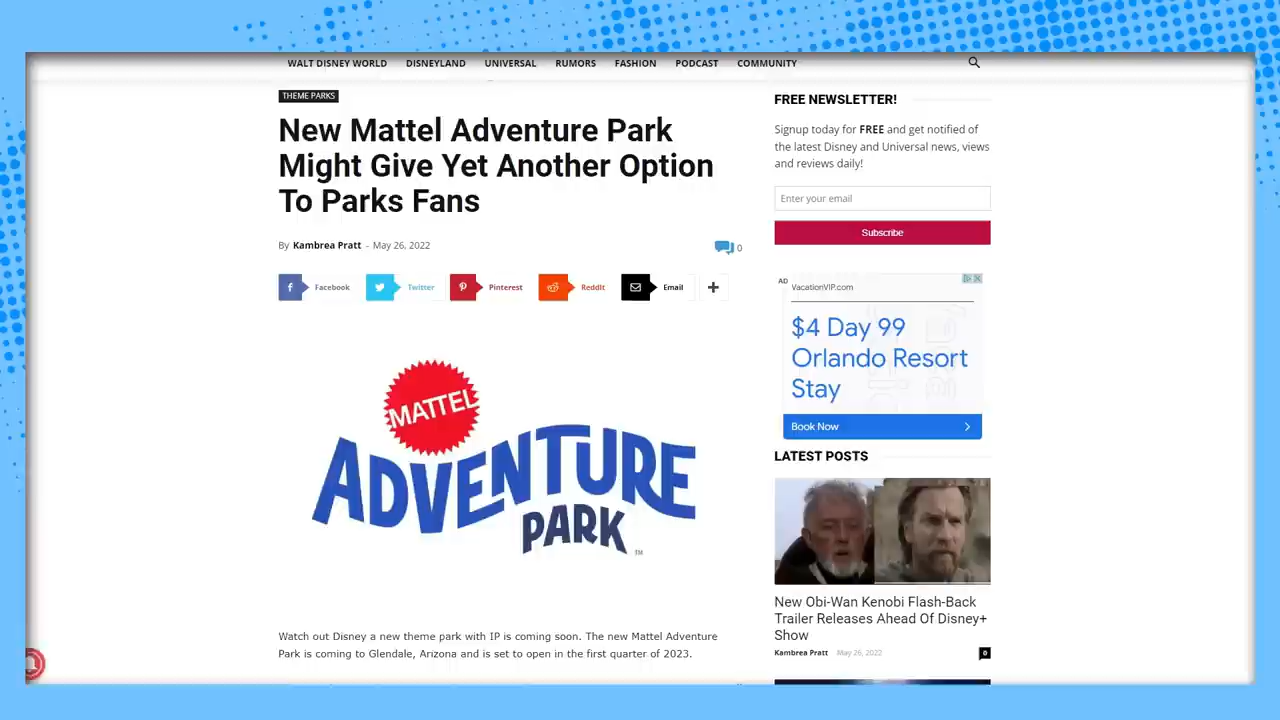 WALT DISNEY WORLD DISNEYLAND UNIVERSAL RUMORS FASHION PODCAST COMMUNITY
THEME PARKS
New Mattel Adventure Park
Might Give Yet Another Option
To Parks Fans
By Kambrea Pratt - May 26, 2022
0
Facebook Twitter Pinterest ReddIt Email
MATTEL
ADVENTURE
PARK
TM
Watch out Disney a new theme park with IP is coming soon. The new Mattel Adventure
Park is coming to Glendale, Arizona and is set to open in the first quarter of 2023.
FREE NEWSLETTER!
Signup today for FREE and get notified of
the latest Disney and Universal news, views
and reviews daily!
Enter your email
Subscribe
AD
VacationVIP.com
$4 Day 99
Orlando Resort
Stay
Book Now
LATEST POSTS
New Obi-Wan Kenobi Flash-Back
Trailer Releases Ahead Of Disney+
Show
Kambrea Pratt May 26, 2022
0